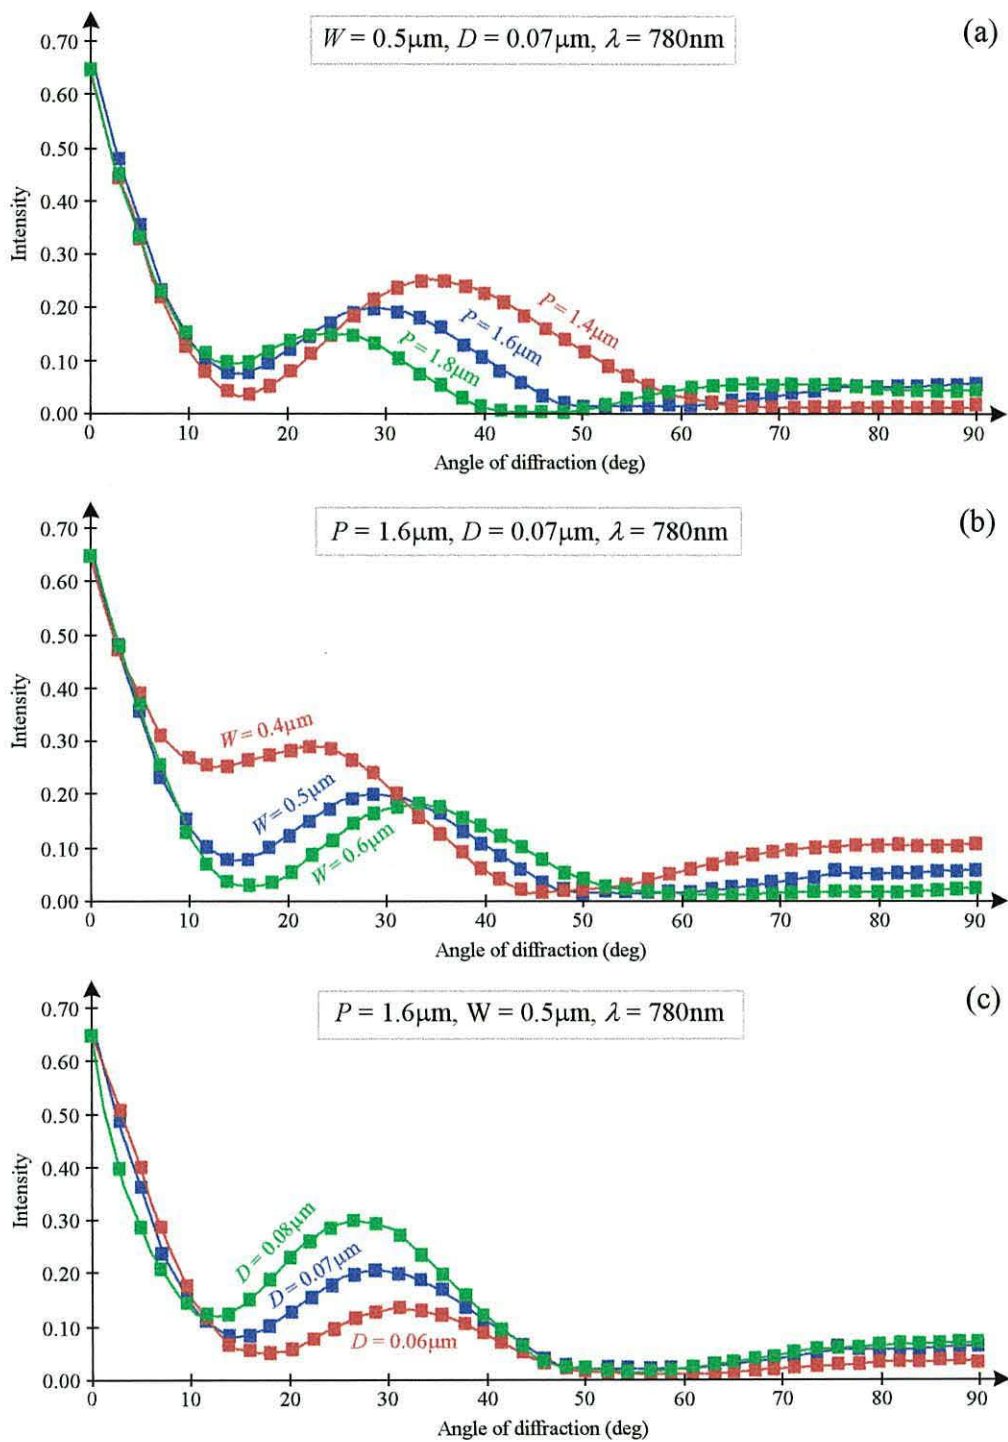 (a)
W = 0.5μm, D = 0.07μm, λ = 780nm
0.70
0.60
0.50
0.40
0.30
0.20
0.10
0.00
Intensity
P = 1.4μm
P = 1.6μm
P = 1.8μm
0 10 20 30 40 50 60 70 80 90
Angle of diffraction (deg)
(b)
P = 1.6μm, D = 0.07μm, λ = 780nm
0.70
0.60
0.50
0.40
0.30
0.20
0.10
0.00
Intensity
W = 0.4μm
W = 0.5μm
W = 0.6μm
0 10 20 30 40 50 60 70 80 90
Angle of diffraction (deg)
(c)
P = 1.6μm, W = 0.5μm, λ = 780nm
0.70
0.60
0.50
0.40
0.30
0.20
0.10
0.00
Intensity
D = 0.08μm
D = 0.07μm
D = 0.06μm
0 10 20 30 40 50 60 70 80 90
Angle of diffraction (deg)